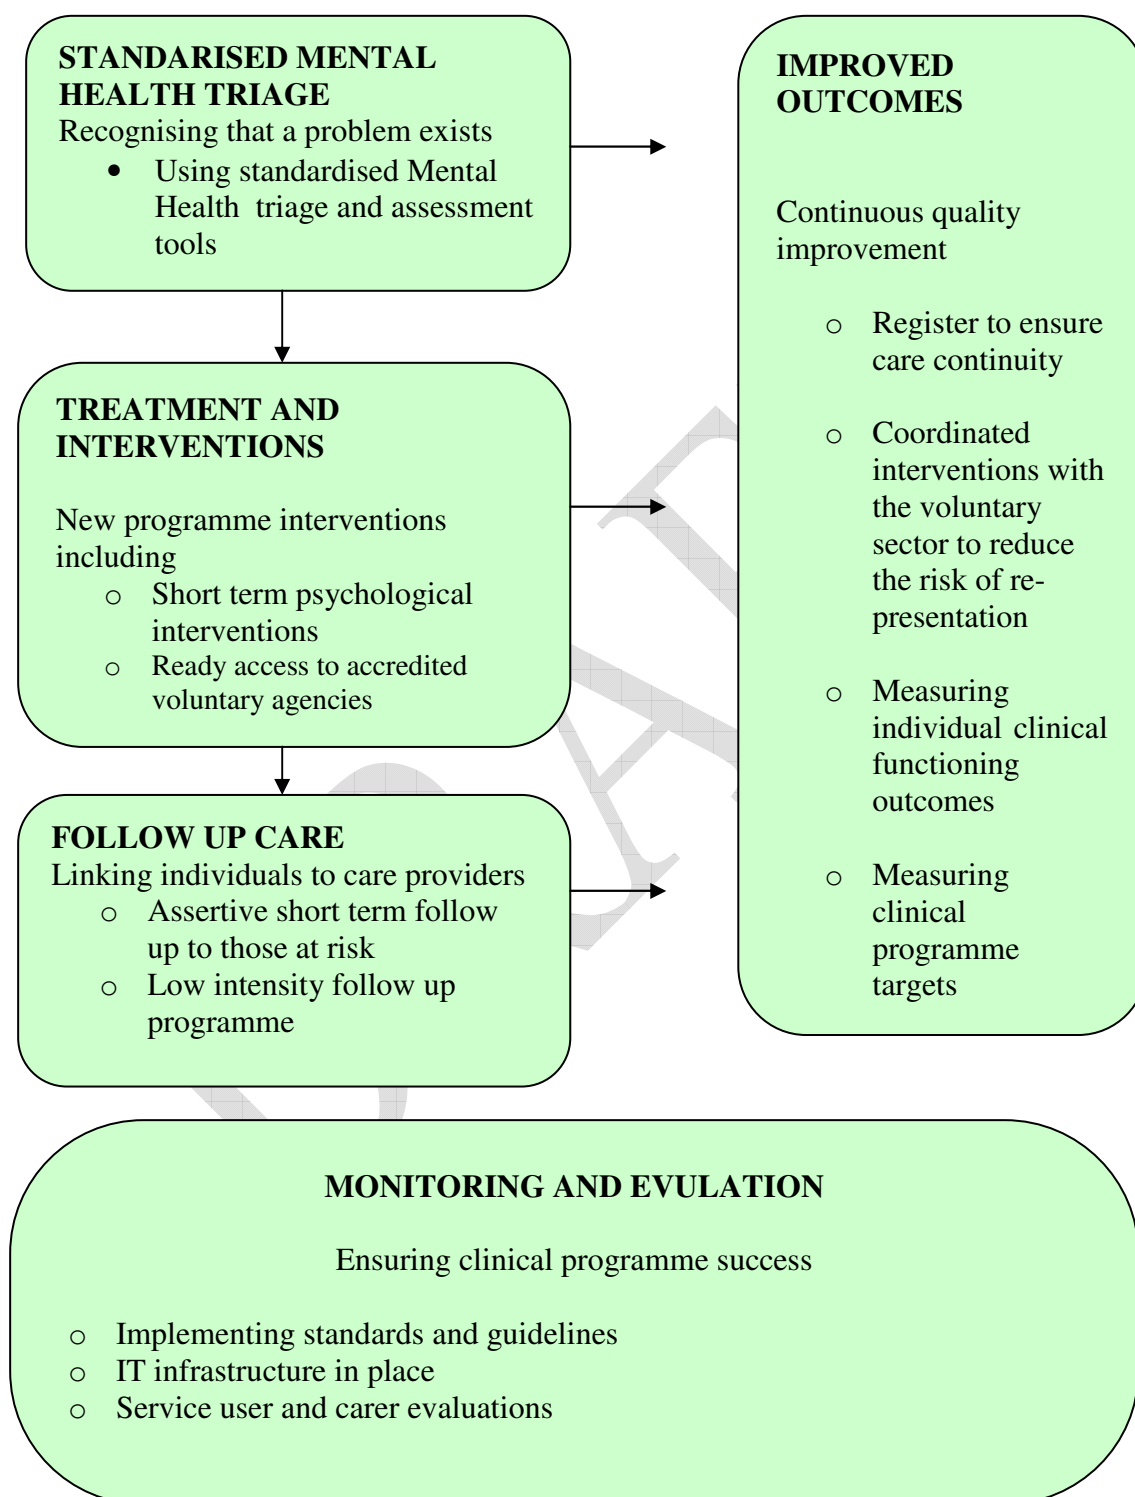 STANDARISED MENTAL
HEALTH TRIAGE
Recognising that a problem exists
• Using standardised Mental
Health triage and assessment
tools
TREATMENT AND
INTERVENTIONS
New programme interventions
including
o Short term psychological
interventions
o Ready access to accredited
voluntary agencies
FOLLOW UP CARE
Linking individuals to care providers
o Assertive short term follow
up to those at risk
o Low intensity follow up
programme
IMPROVED
OUTCOMES
Continuous quality
improvement
o Register to ensure
care continuity
o Coordinated
interventions with
the voluntary
sector to reduce
the risk of re-
presentation
o Measuring
individual clinical
functioning
outcomes
o Measuring
clinical
programme
targets
MONITORING AND EVULATION
Ensuring clinical programme success
o Implementing standards and guidelines
o IT infrastructure in place
o Service user and carer evaluations